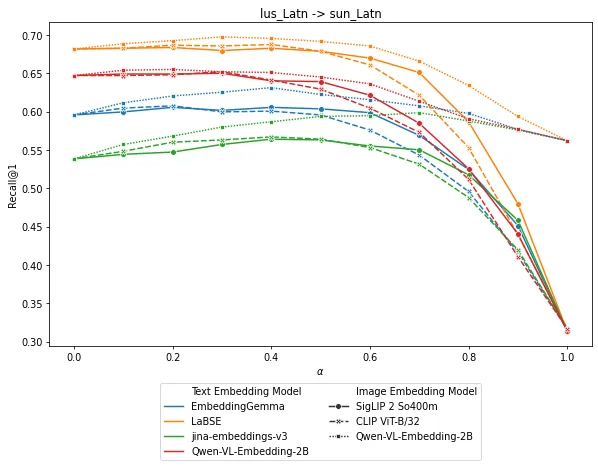 lus_Latn -> sun_Latn
Recall@1
0.70
0.65
0.60
0.55
0.50
0.45
0.40
0.35
0.30
0.0 0.2 0.4 0.6 0.8 1.0
α
Text Embedding Model
EmbeddingGemma
LaBSE
jina-embeddings-v3
Qwen-VL-Embedding-2B
Image Embedding Model
SigLIP 2 So400m
CLIP ViT-B/32
Qwen-VL-Embedding-2B